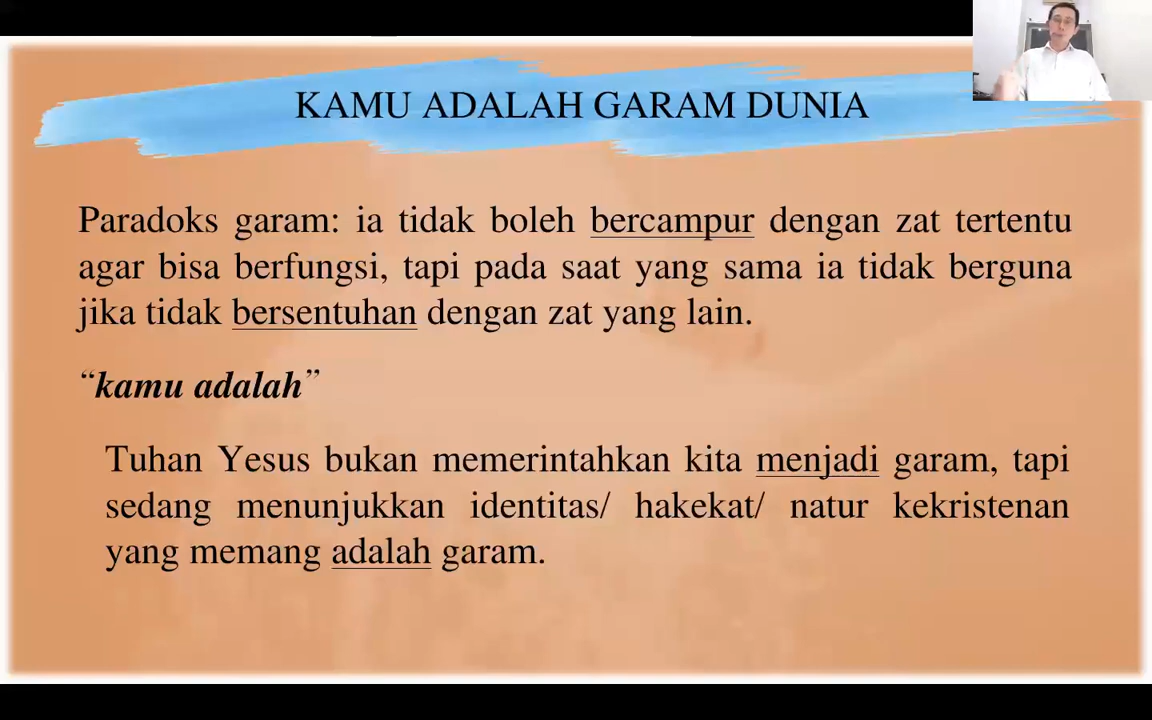 KAMU ADALAH GARAM DUNIA
Paradoks garam: ia tidak boleh bercampur dengan zat tertentu
agar bisa berfungsi, tapi pada saat yang sama ia tidak berguna
jika tidak bersentuhan dengan zat yang lain.
“kamu adalah”
Tuhan Yesus bukan memerintahkan kita menjadi garam, tapi
sedang menunjukkan identitas/ hakekat/ natur kekristenan
yang memang adalah garam.